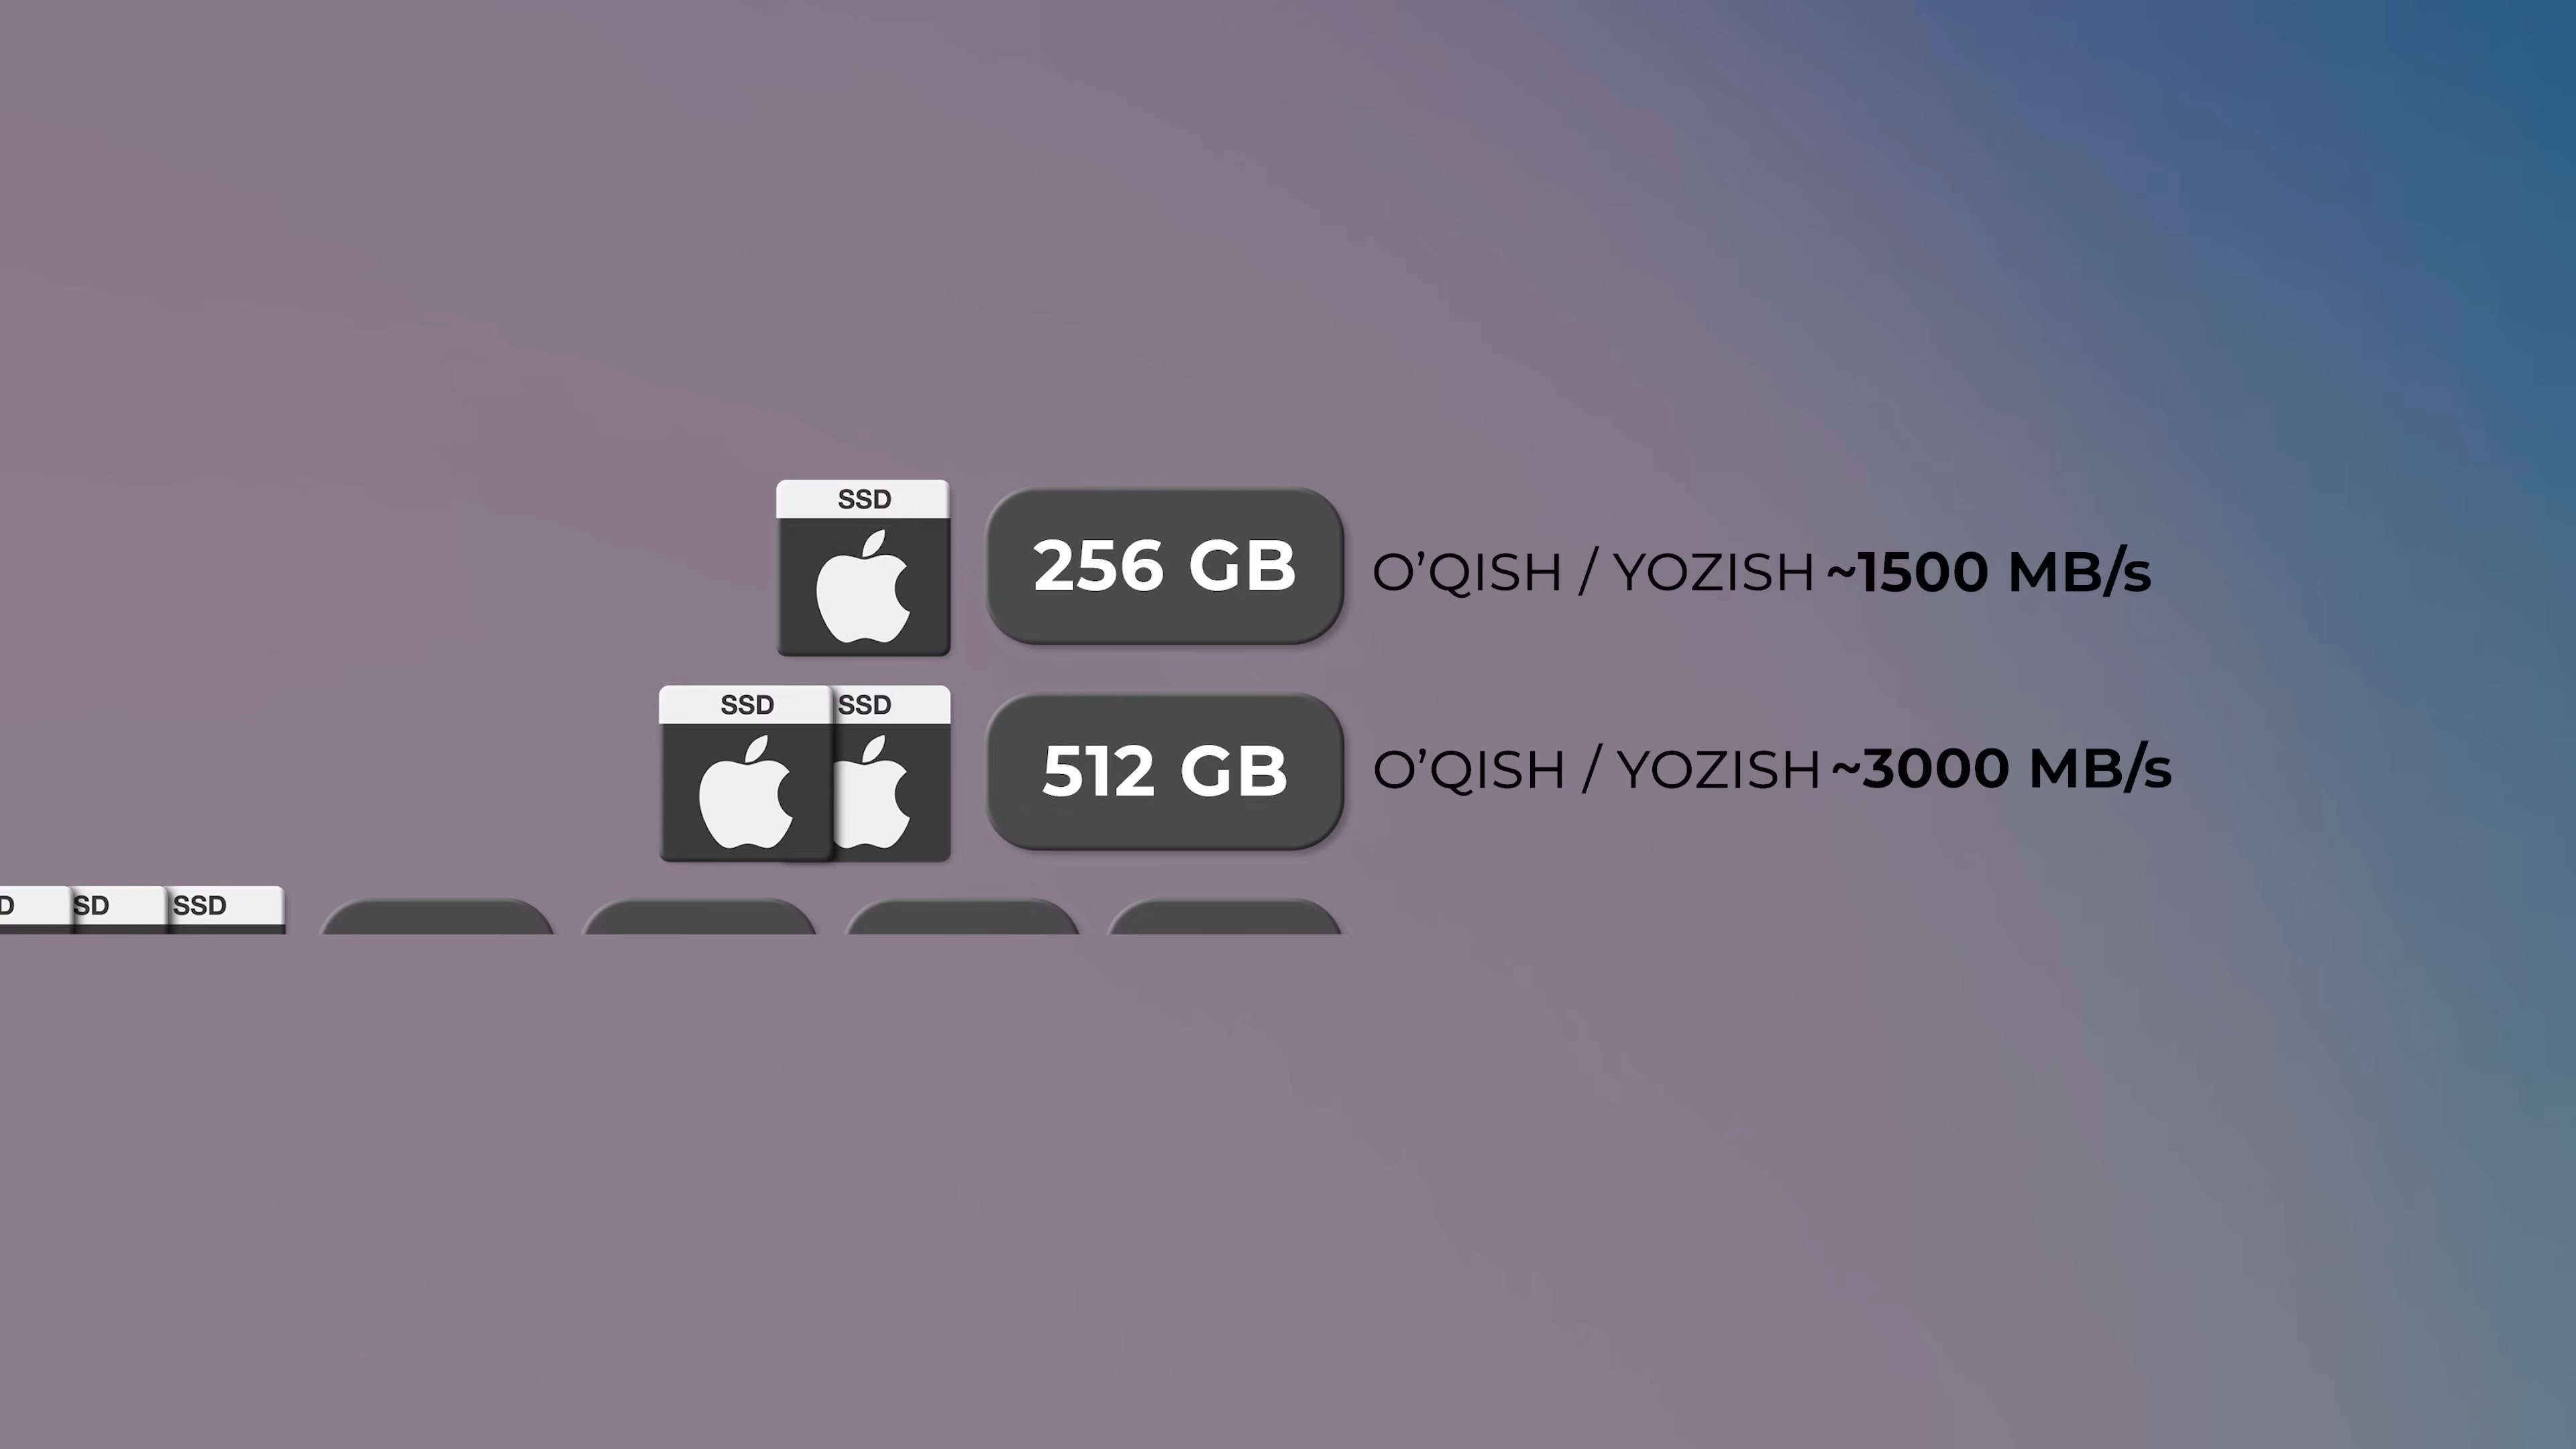 SSD
256 GB O’QISH / YOZISH ~1500 MB/s
SSD SSD
512 GB O’QISH / YOZISH ~3000 MB/s
SSD